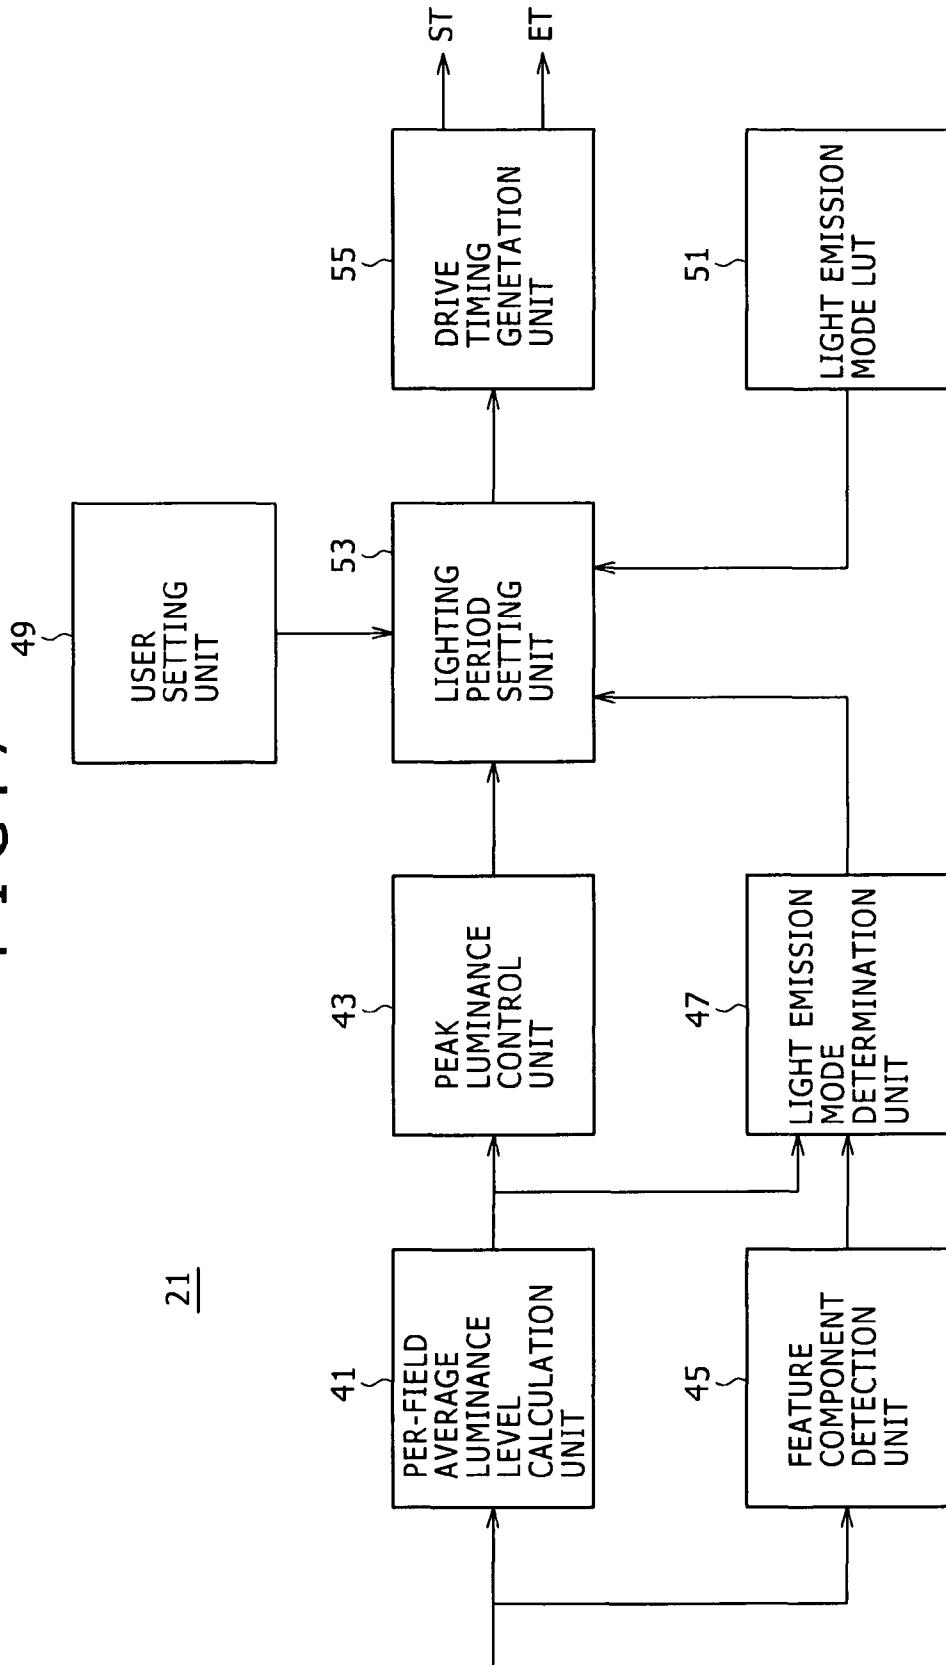 21
49
USER
SETTING
UNIT
41
PER-FIELD
AVERAGE
LUMINANCE
LEVEL
CALCULATION
UNIT
43
PEAK
LUMINANCE
CONTROL
UNIT
53
LIGHTING
PERIOD
SETTING
UNIT
55
DRIVE
TIMING
GENETATION
UNIT
ST
ET
45
FEATURE
COMPONENT
DETECTION
UNIT
47
LIGHT EMISSION
MODE
DETERMINATION
UNIT
51
LIGHT EMISSION
MODE LUT